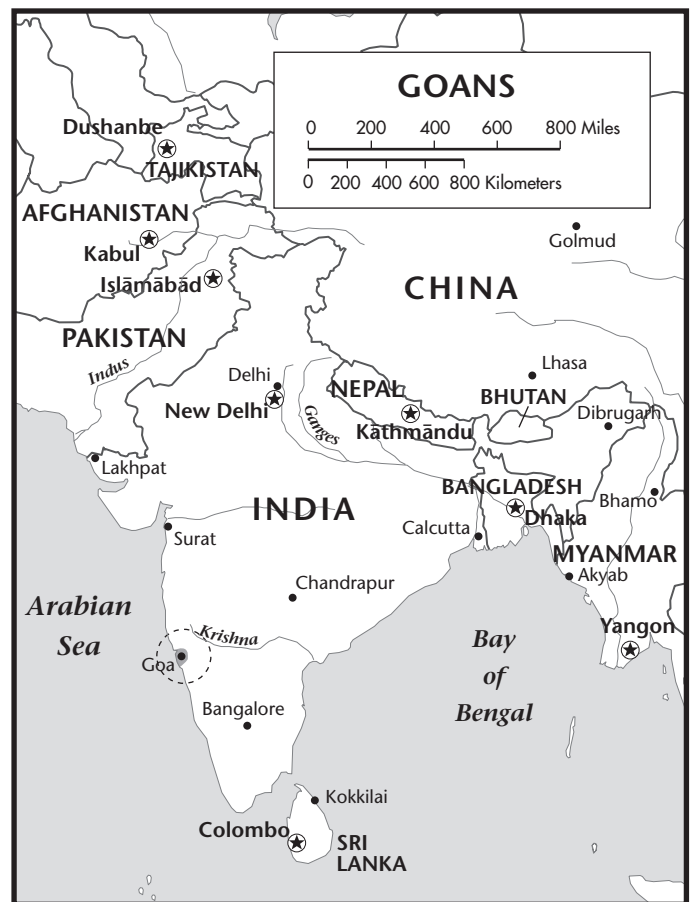 GOANS
0 200 400 600 800 Miles
0 200 400 600 800 Kilometers
Dushanbe
TAJIKISTAN
AFGHANISTAN
Kabul
Islāmābād
Golmud
CHINA
PAKISTAN
Indus
Delhi
New Delhi
Ganges
NEPAL
Kāthmāndu
Lhasa
BHUTAN
Dibrugarh
Lakhpat
BANGLADESH
Dhaka
Bhamo
INDIA
Calcutta
Surat
MYANMAR
Akyab
Chandrapur
Arabian
Sea
Krishna
Goa
Bay
of
Bengal
Yangon
Bangalore
Kokkilai
Colombo
SRI
LANKA